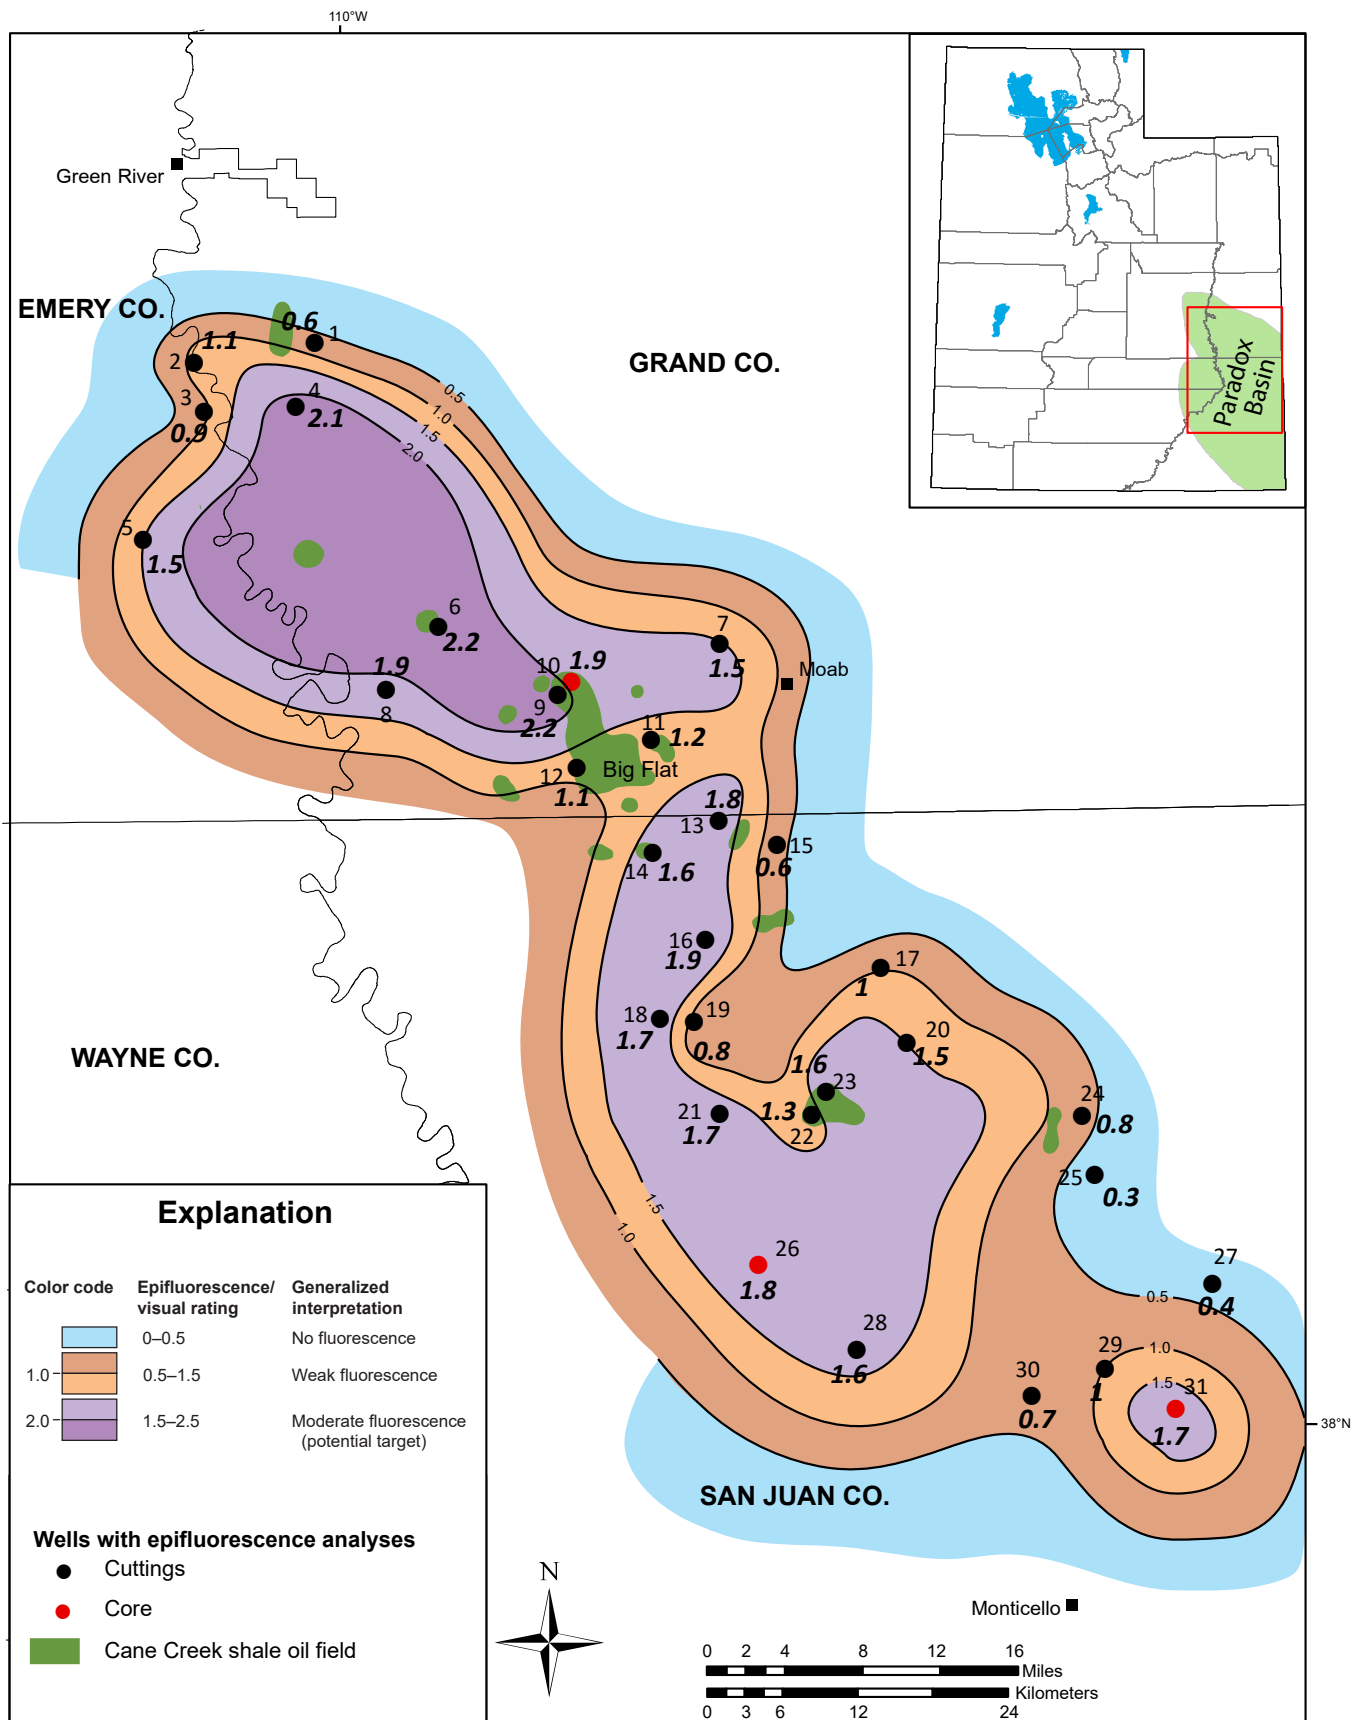 110°W
Green River
EMERY CO.
0.6
1
1.1
2
GRAND CO.
Paradox
Basin
3
0.9
4
2.1
0.5
1.0
1.5
2.0
5
1.5
6
2.2
7
1.5
Moab
10
1.9
1.9
8
9
2.2
11
1.2
12
Big Flat
1.1
1.8
13
15
0.6
14
1.6
16
1.9
17
1
18
1.7
19
0.8
20
1.5
WAYNE CO.
1.6
23
21
1.7
1.3
22
24
0.8
25
0.3
1.5
1.0
26
1.8
27
0.4
0.5
28
1.6
29
1
1.0
1.5
31
1.7
30
0.7
38°N
SAN JUAN CO.
Explanation
Color code
Epifluorescence/
visual rating
Generalized
interpretation
0–0.5
No fluorescence
1.0
0.5–1.5
Weak fluorescence
2.0
1.5–2.5
Moderate fluorescence
(potential target)
Wells with epifluorescence analyses
Cuttings
Core
Cane Creek shale oil field
N
Monticello
0 2 4 8 12 16
Miles
Kilometers
0 3 6 12 24